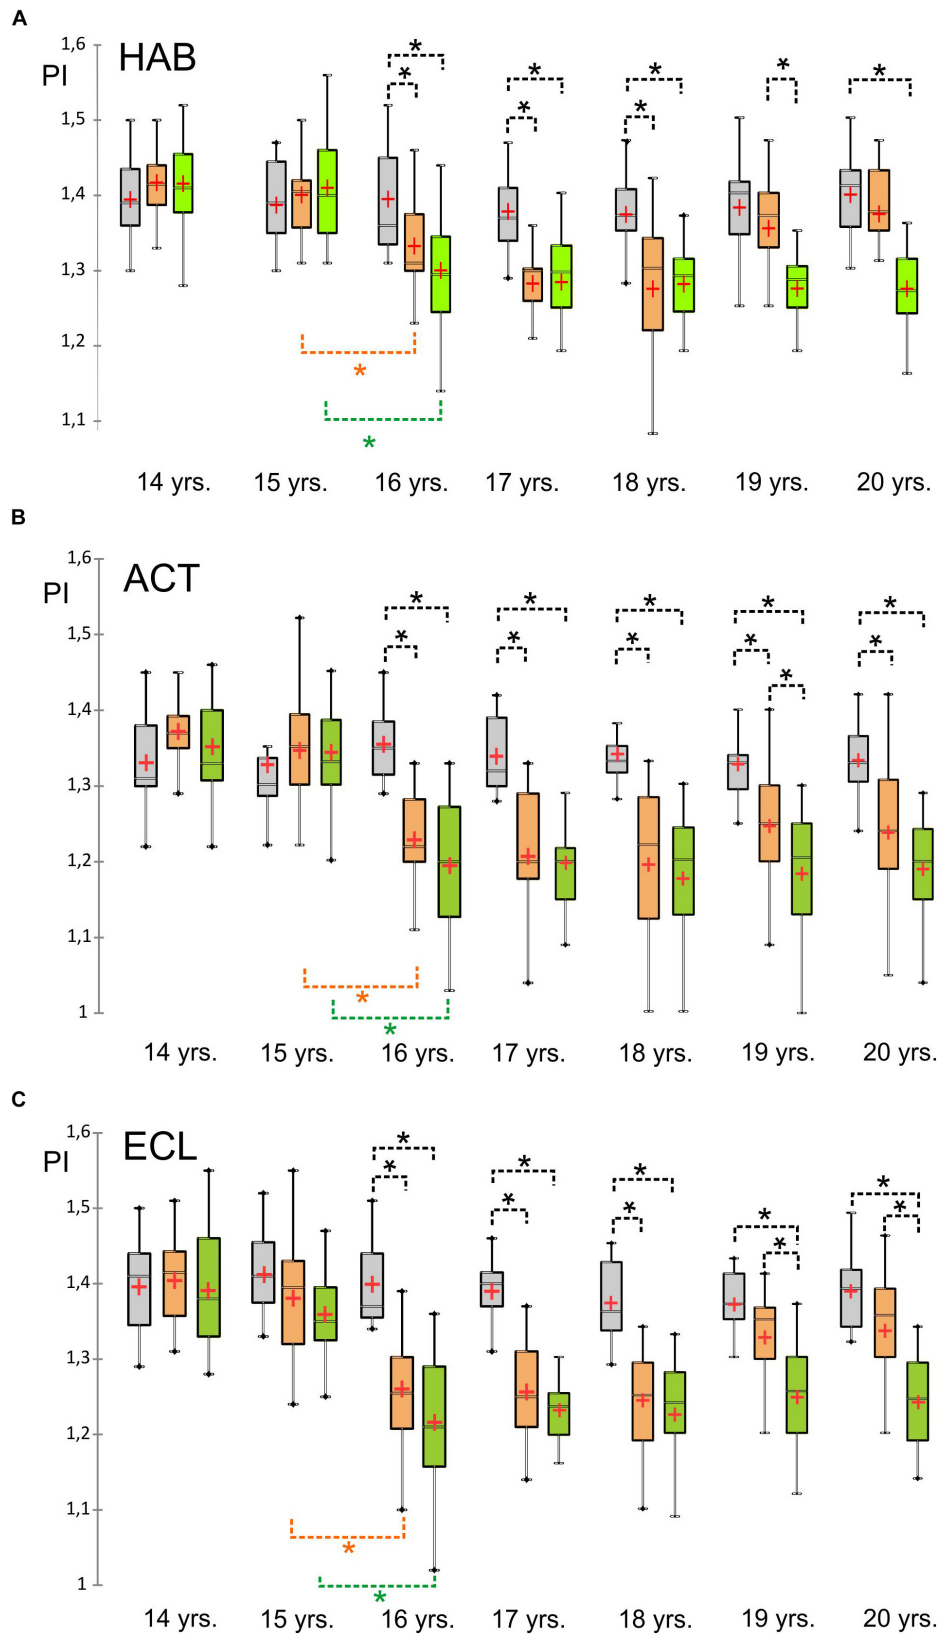 A
HAB
PI
1,6
1,5
1,4
1,3
1,2
1,1
* * * * * * * * *
*
*
14 yrs. 15 yrs. 16 yrs. 17 yrs. 18 yrs. 19 yrs. 20 yrs.
B
ACT
PI
1,6
1,5
1,4
1,3
1,2
1,1
1
* * * * * * * * * * *
*
*
14 yrs. 15 yrs. 16 yrs. 17 yrs. 18 yrs. 19 yrs. 20 yrs.
C
ECL
PI
1,6
1,5
1,4
1,3
1,2
1,1
1
* * * * * * * * * *
*
*
14 yrs. 15 yrs. 16 yrs. 17 yrs. 18 yrs. 19 yrs. 20 yrs.